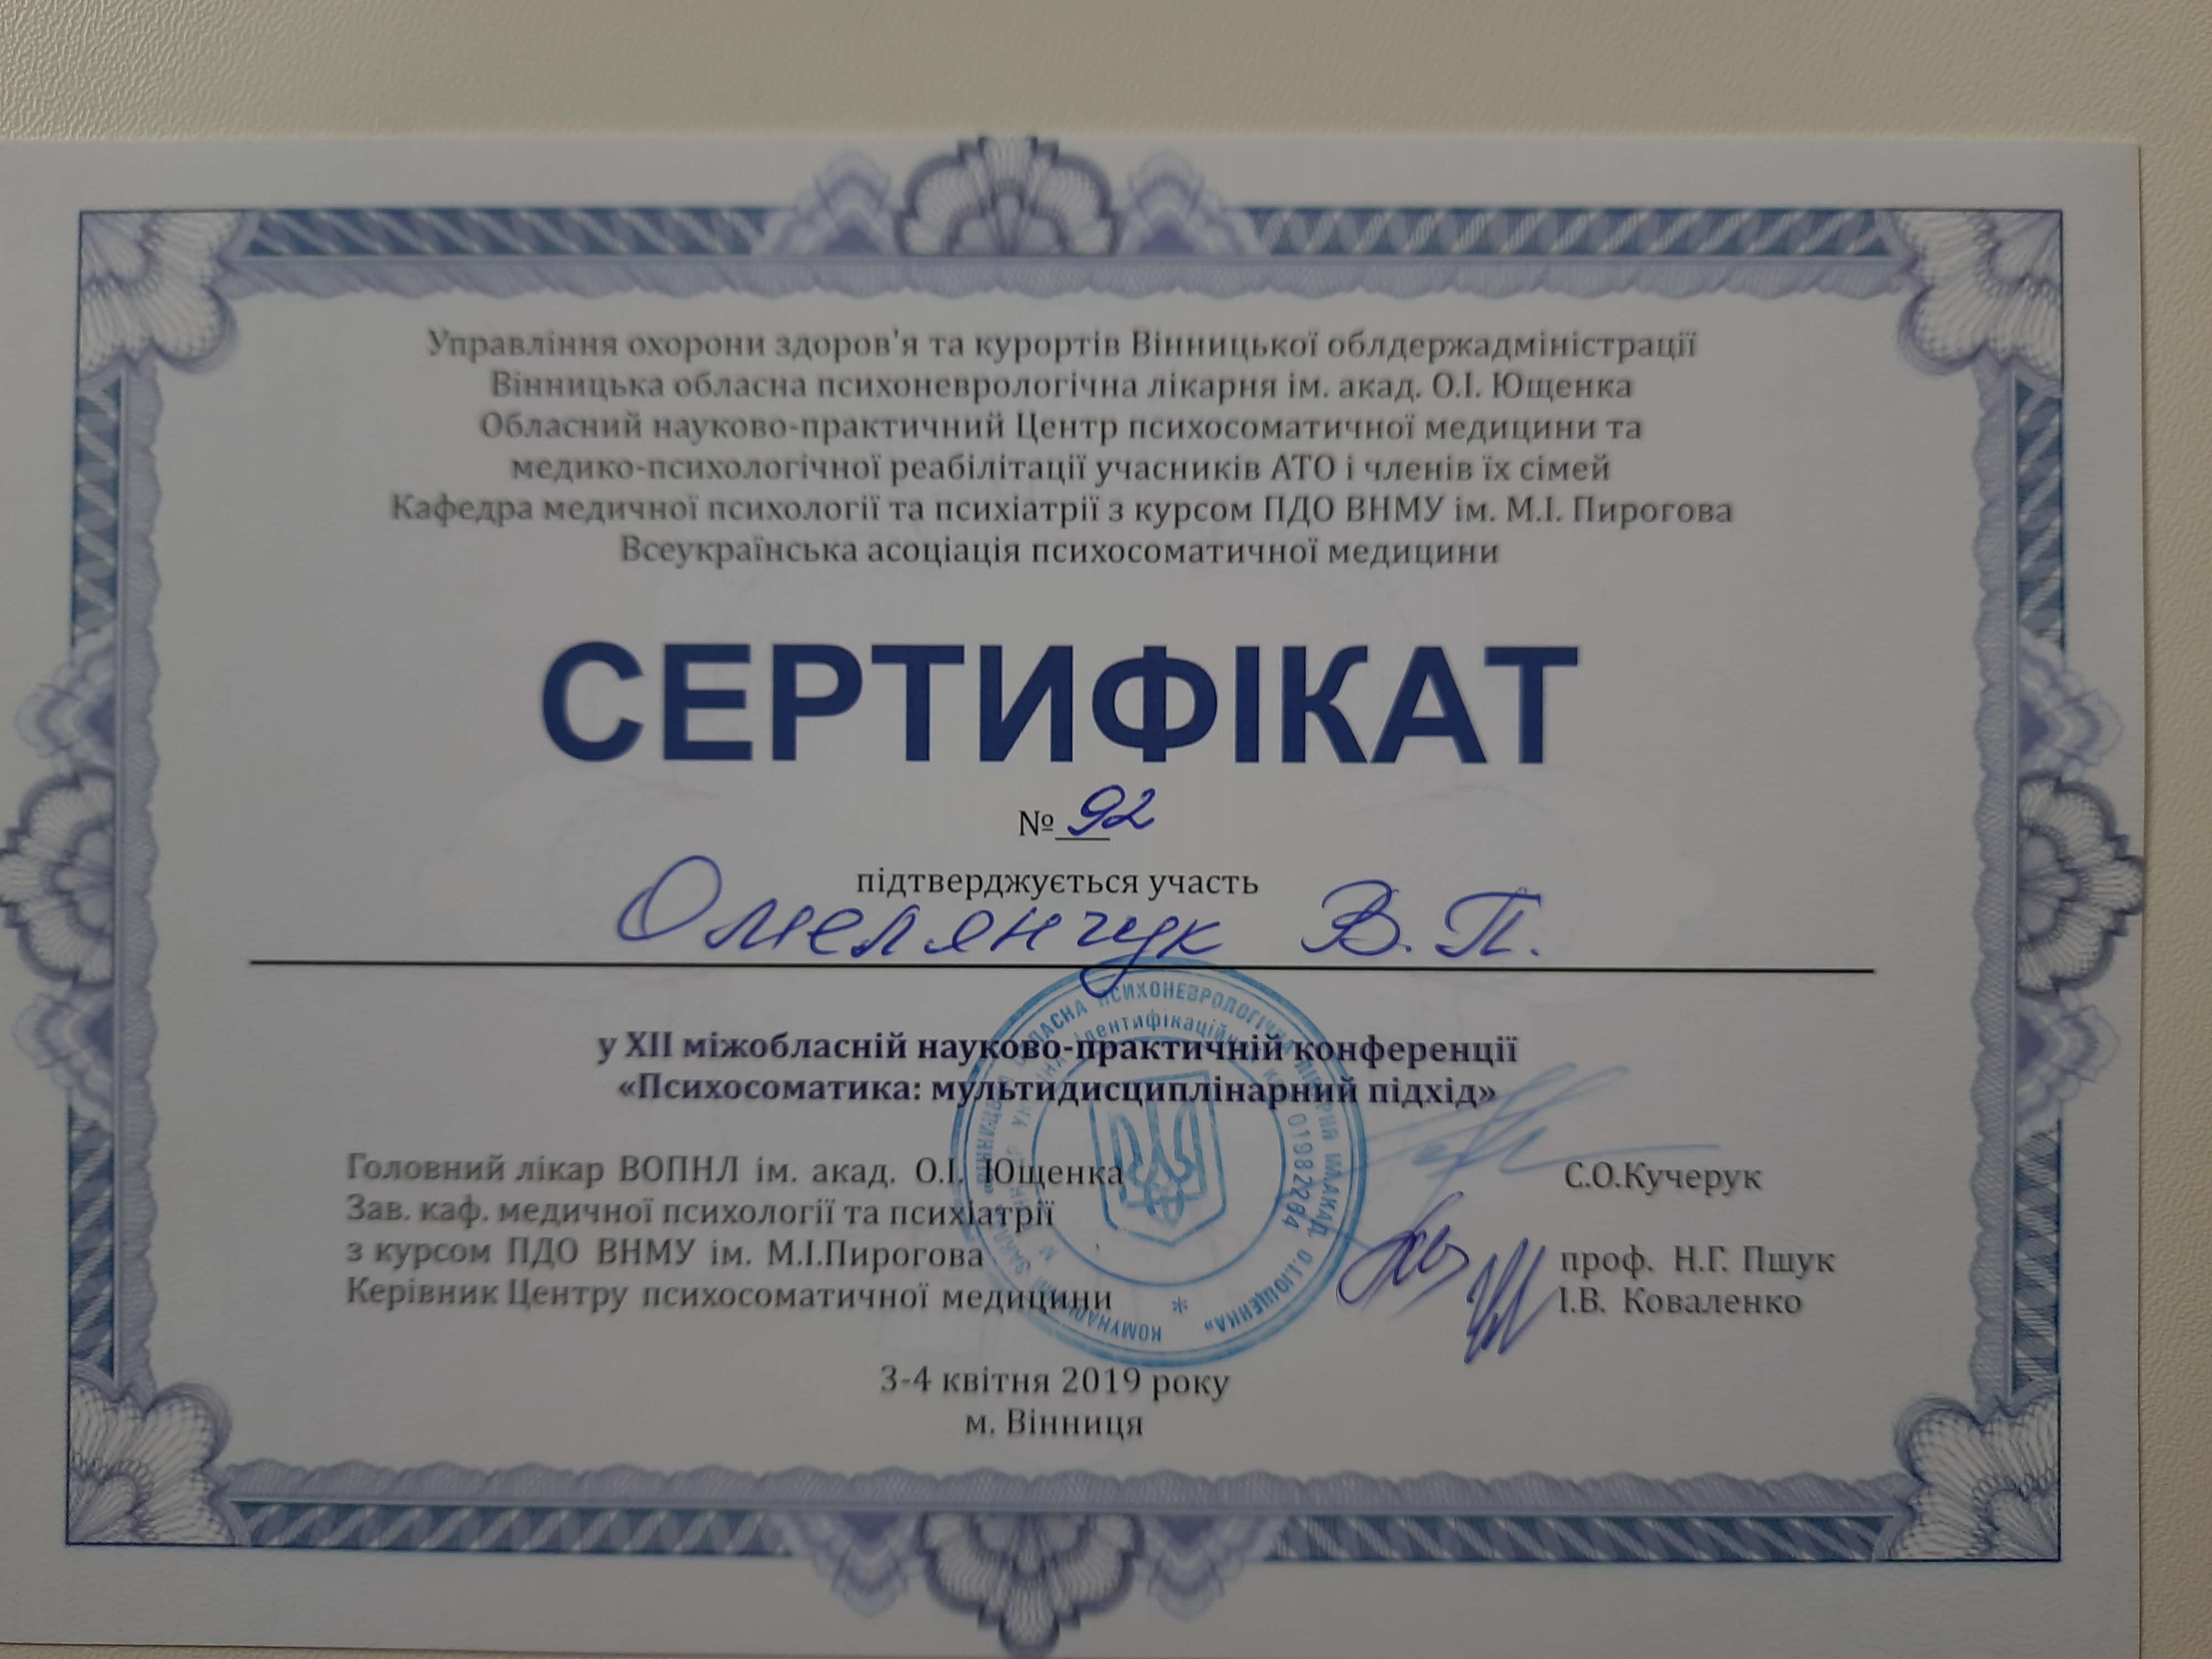 Управління охорони здоров'я та курортів Вінницької облдержадміністрації
Вінницька обласна психоневрологічна лікарня ім. акад. О.І. Ющенка
Обласний науково-практичний Центр психосоматичної медицини та
медико-психологічної реабілітації учасників АТО і членів їх сімей
Кафедра медичної психології та психіатрії з курсом ПДО ВНМУ ім. М.І. Пирогова
Всеукраїнська асоціація психосоматичної медицини
СЕРТИФІКАТ
№ 92
підтверджується участь
Омелянчук В.П.
у XII міжобласній науково-практичній конференції
«Психосоматика: мультидисциплінарний підхід»
Головний лікар ВОПНЛ ім. акад. О.І. Ющенка С.О.Кучерук
Зав. каф. медичної психології та психіатрії
з курсом ПДО ВНМУ ім. М.І.Пирогова проф. Н.Г. Пшук
Керівник Центру психосоматичної медицини І.В. Коваленко
3-4 квітня 2019 року
м. Вінниця
ОБЛАСНА ПСИХОНЕВРОЛОГІЧНА О.І.ЮЩЕНКА»
01982264